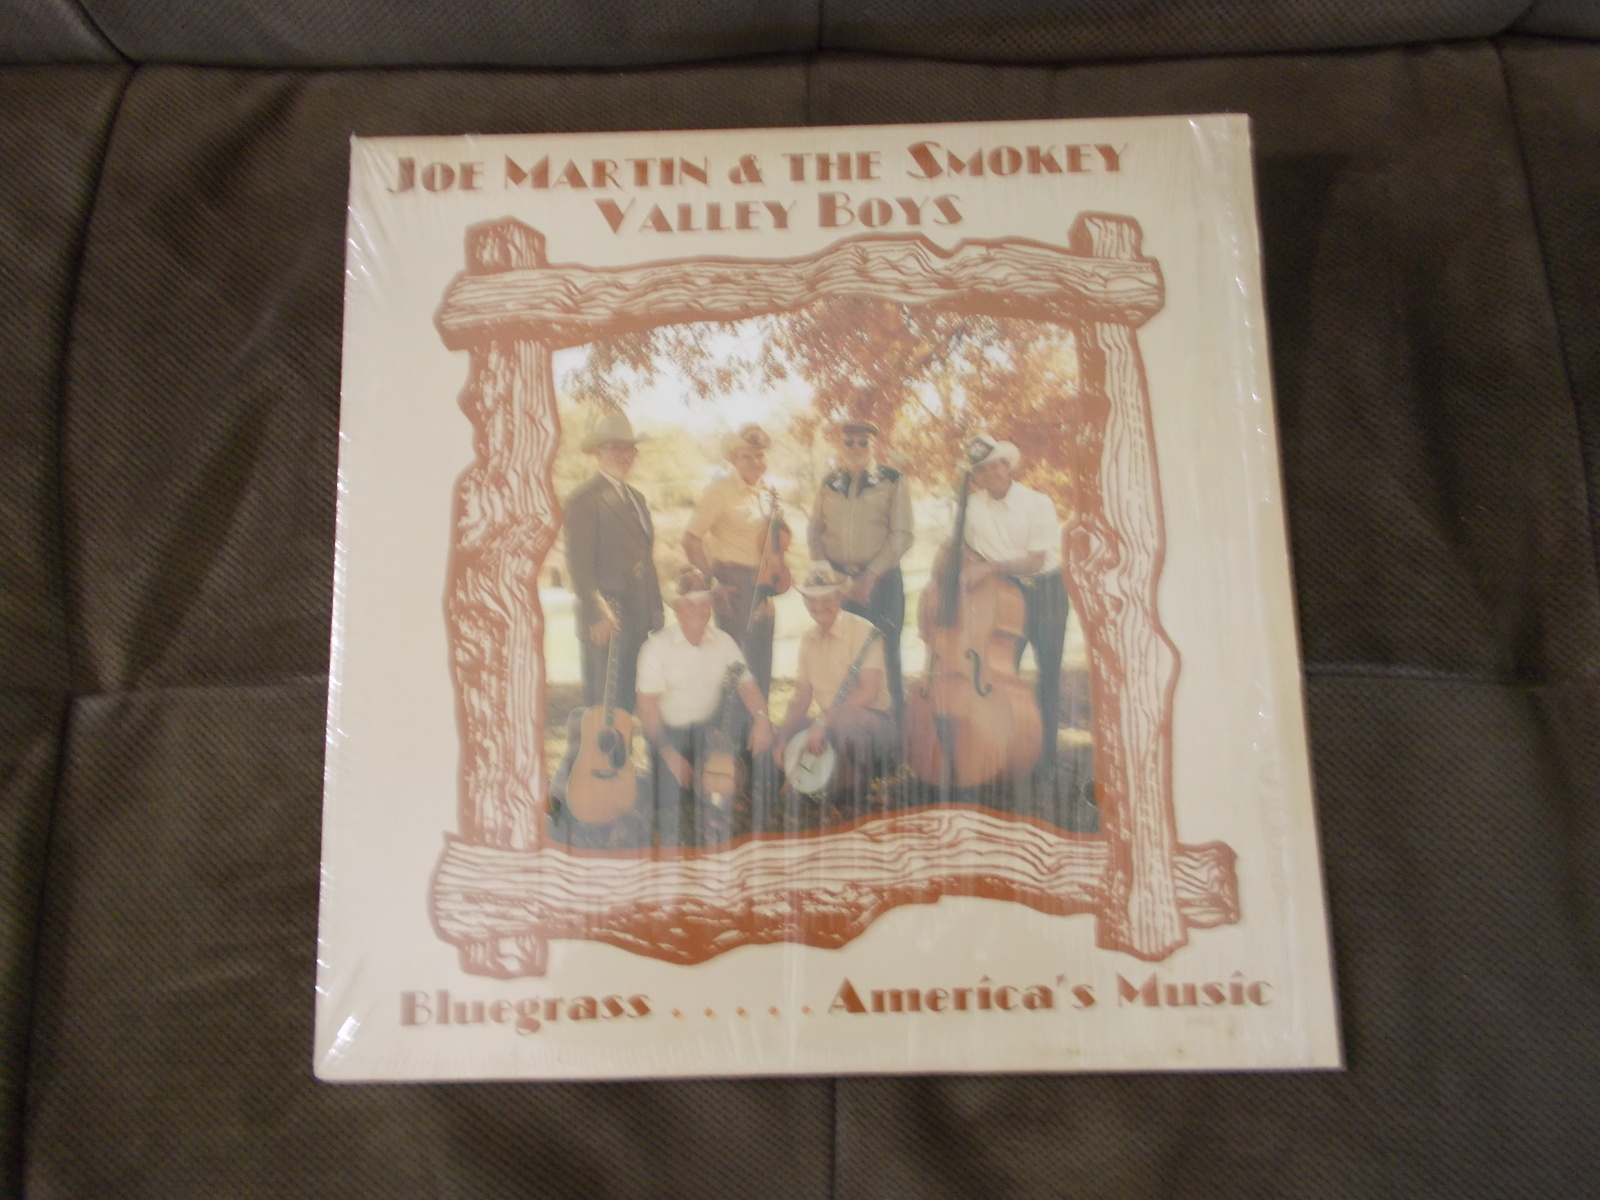 Joe Martin & the Smokey
Valley Boys
Bluegrass . . . . . America's Music